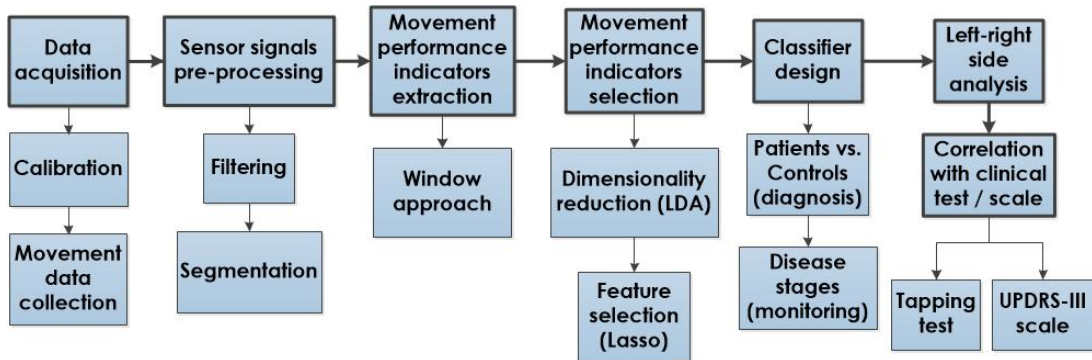 Data
acquisition
Sensor signals
pre-processing
Movement
performance
indicators
extraction
Movement
performance
indicators
selection
Classifier
design
Left-right
side
analysis
Calibration
Filtering
Window
approach
Dimensionality
reduction (LDA)
Patients vs.
Controls
(diagnosis)
Correlation
with clinical
test / scale
Movement
data
collection
Segmentation
Feature
selection
(Lasso)
Disease
stages
(monitoring)
Tapping
test
UPDRS-III
scale